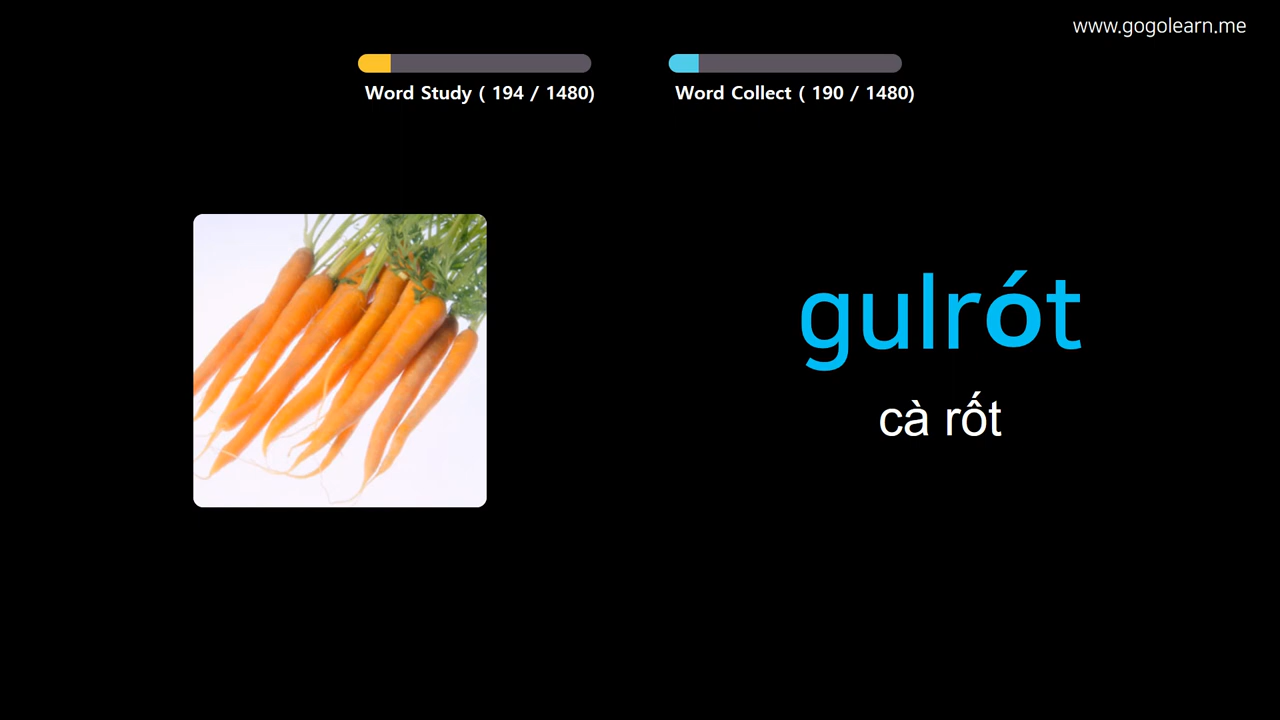 www.gogolearn.me
Word Study ( 194 / 1480)
Word Collect ( 190 / 1480)
gulrót
cà rốt